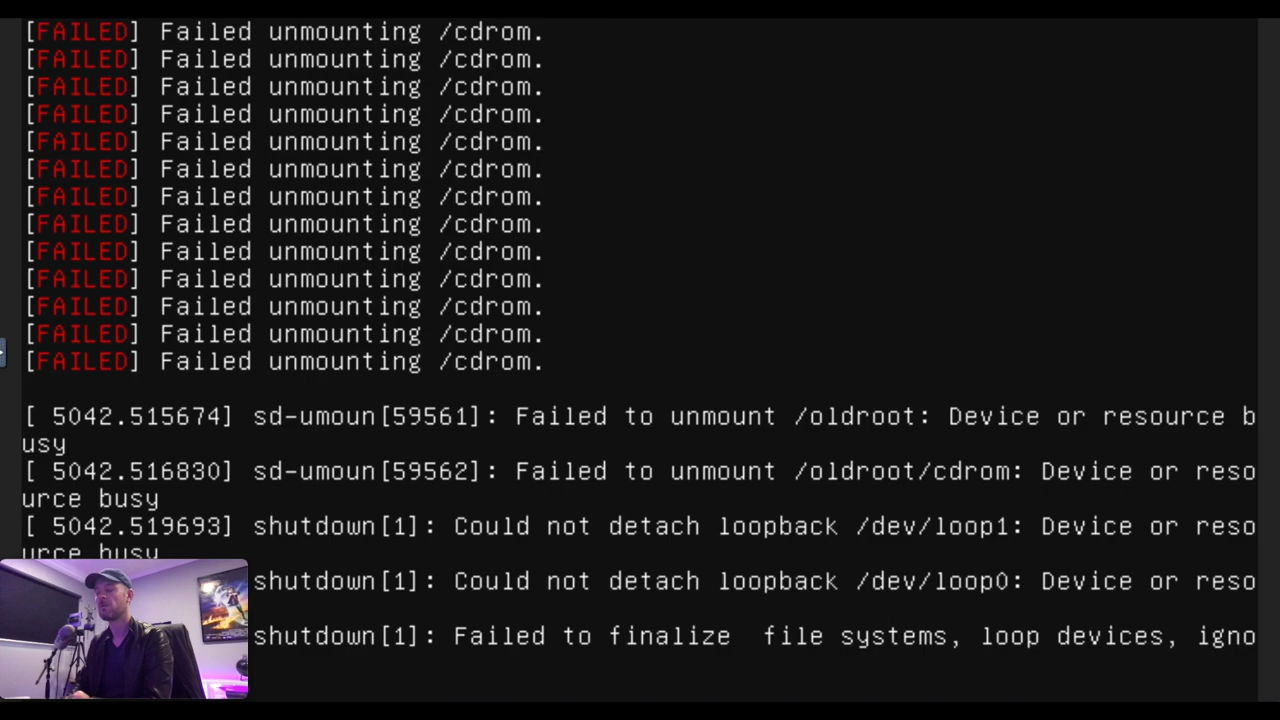 [FAILED] Failed unmounting /cdrom.
[FAILED] Failed unmounting /cdrom.
[FAILED] Failed unmounting /cdrom.
[FAILED] Failed unmounting /cdrom.
[FAILED] Failed unmounting /cdrom.
[FAILED] Failed unmounting /cdrom.
[FAILED] Failed unmounting /cdrom.
[FAILED] Failed unmounting /cdrom.
[FAILED] Failed unmounting /cdrom.
[FAILED] Failed unmounting /cdrom.
[FAILED] Failed unmounting /cdrom.
[FAILED] Failed unmounting /cdrom.
[FAILED] Failed unmounting /cdrom.
[ 5042.515674] sd-umoun[59561]: Failed to unmount /oldroot: Device or resource b
usy
[ 5042.516830] sd-umoun[59562]: Failed to unmount /oldroot/cdrom: Device or reso
urce busy
[ 5042.519693] shutdown[1]: Could not detach loopback /dev/loop1: Device or reso
urce busy
shutdown[1]: Could not detach loopback /dev/loop0: Device or reso
shutdown[1]: Failed to finalize  file systems, loop devices, igno